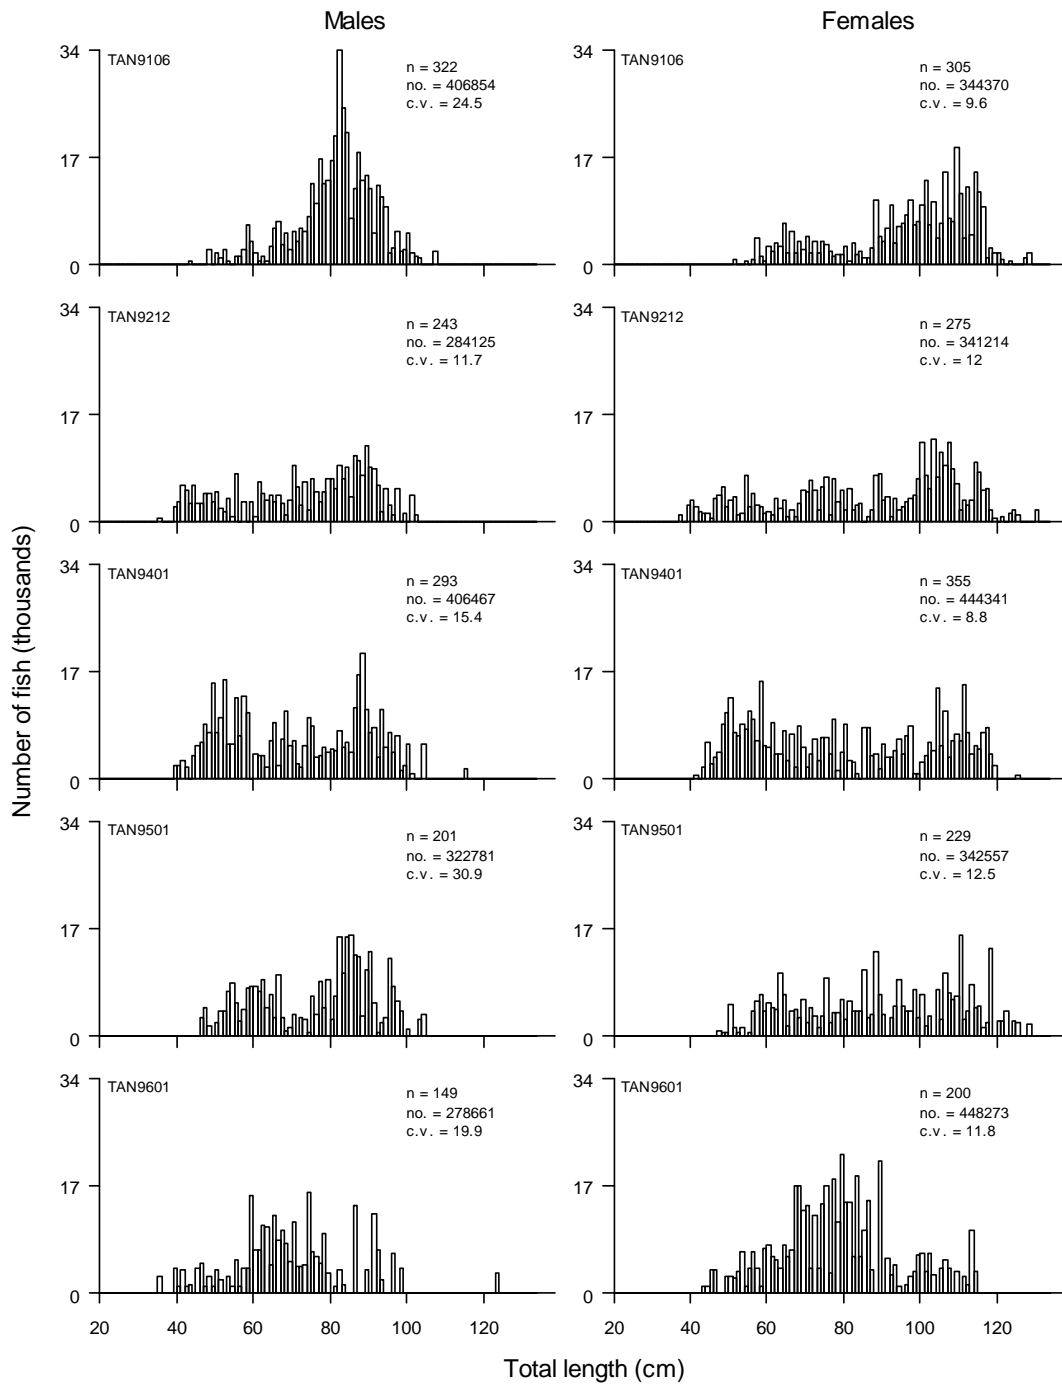 Males
Females
34
17
0
TAN9106
n = 322
no. = 406854
c.v. = 24.5
TAN9106
n = 305
no. = 344370
c.v. = 9.6
34
17
0
34
17
0
TAN9212
n = 243
no. = 284125
c.v. = 11.7
34
17
0
TAN9212
n = 275
no. = 341214
c.v. = 12
34
17
0
TAN9401
n = 293
no. = 406467
c.v. = 15.4
34
17
0
TAN9401
n = 355
no. = 444341
c.v. = 8.8
34
17
0
TAN9501
n = 201
no. = 322781
c.v. = 30.9
34
17
0
TAN9501
n = 229
no. = 342557
c.v. = 12.5
34
17
0
TAN9601
n = 149
no. = 278661
c.v. = 19.9
34
17
0
TAN9601
n = 200
no. = 448273
c.v. = 11.8
20 40 60 80 100 120
20 40 60 80 100 120
Number of fish (thousands)
Total length (cm)